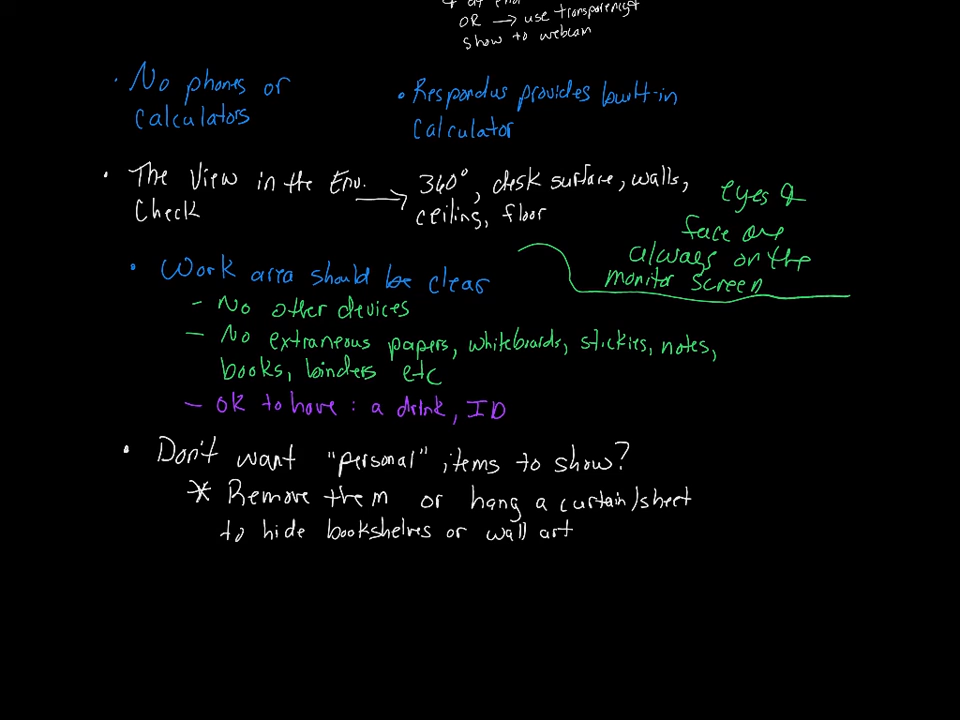 at end
OR → use transparency
show to webcam
• No phones or
calculators
• Respondus provides built-in
calculator
• The View in the Env.
Check
→ 360°, desk surface, walls,
ceiling, floor
eyes &
face are
always on the
monitor screen
• Work area should be clear
- No other devices
- No extraneous papers, whiteboards, stickies, notes,
books, binders etc
- OK to have: a drink, ID
• Don't want "personal" items to show?
* Remove them or hang a curtain/sheet
to hide bookshelves or wall art